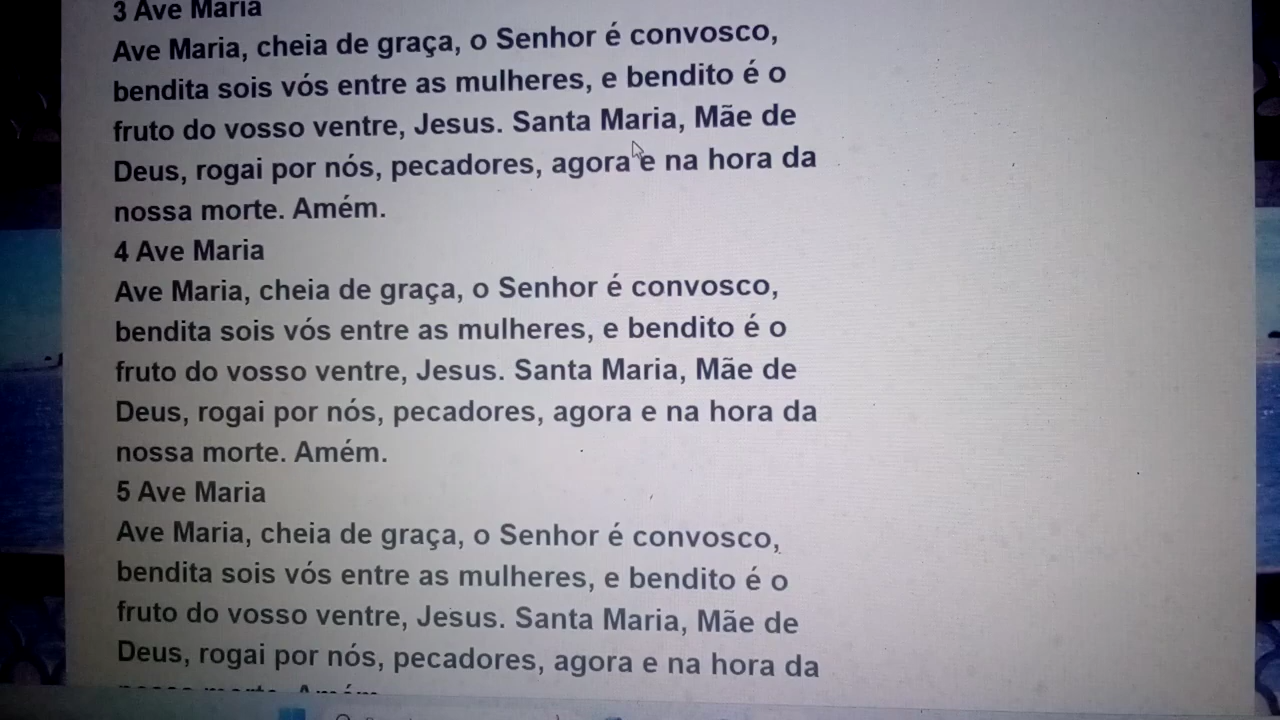 3 Ave Maria
Ave Maria, cheia de graça, o Senhor é convosco,
bendita sois vós entre as mulheres, e bendito é o
fruto do vosso ventre, Jesus. Santa Maria, Mãe de
Deus, rogai por nós, pecadores, agora e na hora da
nossa morte. Amém.
4 Ave Maria
Ave Maria, cheia de graça, o Senhor é convosco,
bendita sois vós entre as mulheres, e bendito é o
fruto do vosso ventre, Jesus. Santa Maria, Mãe de
Deus, rogai por nós, pecadores, agora e na hora da
nossa morte. Amém.
5 Ave Maria
Ave Maria, cheia de graça, o Senhor é convosco,
bendita sois vós entre as mulheres, e bendito é o
fruto do vosso ventre, Jesus. Santa Maria, Mãe de
Deus, rogai por nós, pecadores, agora e na hora da